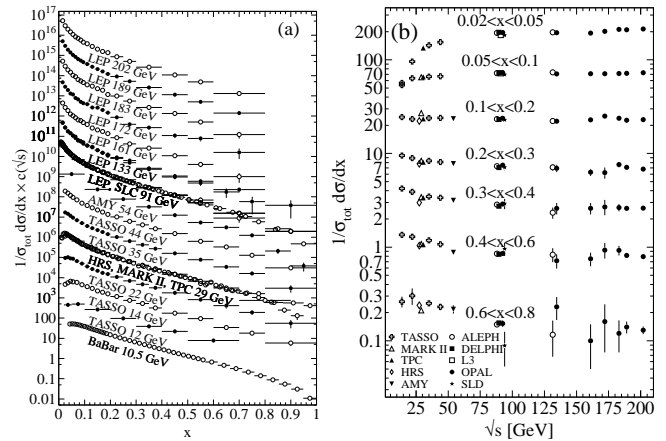 (a)
10^17
10^16
10^15
10^14
10^13
10^12
10^11
10^10
10^9
10^8
10^7
10^6
10^5
10^4
10^3
100
10
1
0.1
0.01
1/σtot dσ/dx × c(√s)
LEP 202 GeV
LEP 189 GeV
LEP 183 GeV
LEP 172 GeV
LEP 161 GeV
LEP 133 GeV
LEP, SLC 91 GeV
AMY 54 GeV
TASSO 44 GeV
TASSO 35 GeV
HRS, MARK II, TPC 29 GeV
TASSO 22 GeV
TASSO 14 GeV
TASSO 12 GeV
BaBar 10.5 GeV
0 0.1 0.2 0.3 0.4 0.5 0.6 0.7 0.8 0.9 1
x
(b)
200
100
70
50
30
20
10
7
5
3
2
1
0.7
0.5
0.3
0.2
0.1
1/σtot dσ/dx
0.02<x<0.05
0.05<x<0.1
0.1<x<0.2
0.2<x<0.3
0.3<x<0.4
0.4<x<0.6
0.6<x<0.8
TASSO
MARK II
TPC
HRS
AMY
ALEPH
DELPHI
L3
OPAL
SLD
25 50 75 100 125 150 175 200
√s [GeV]